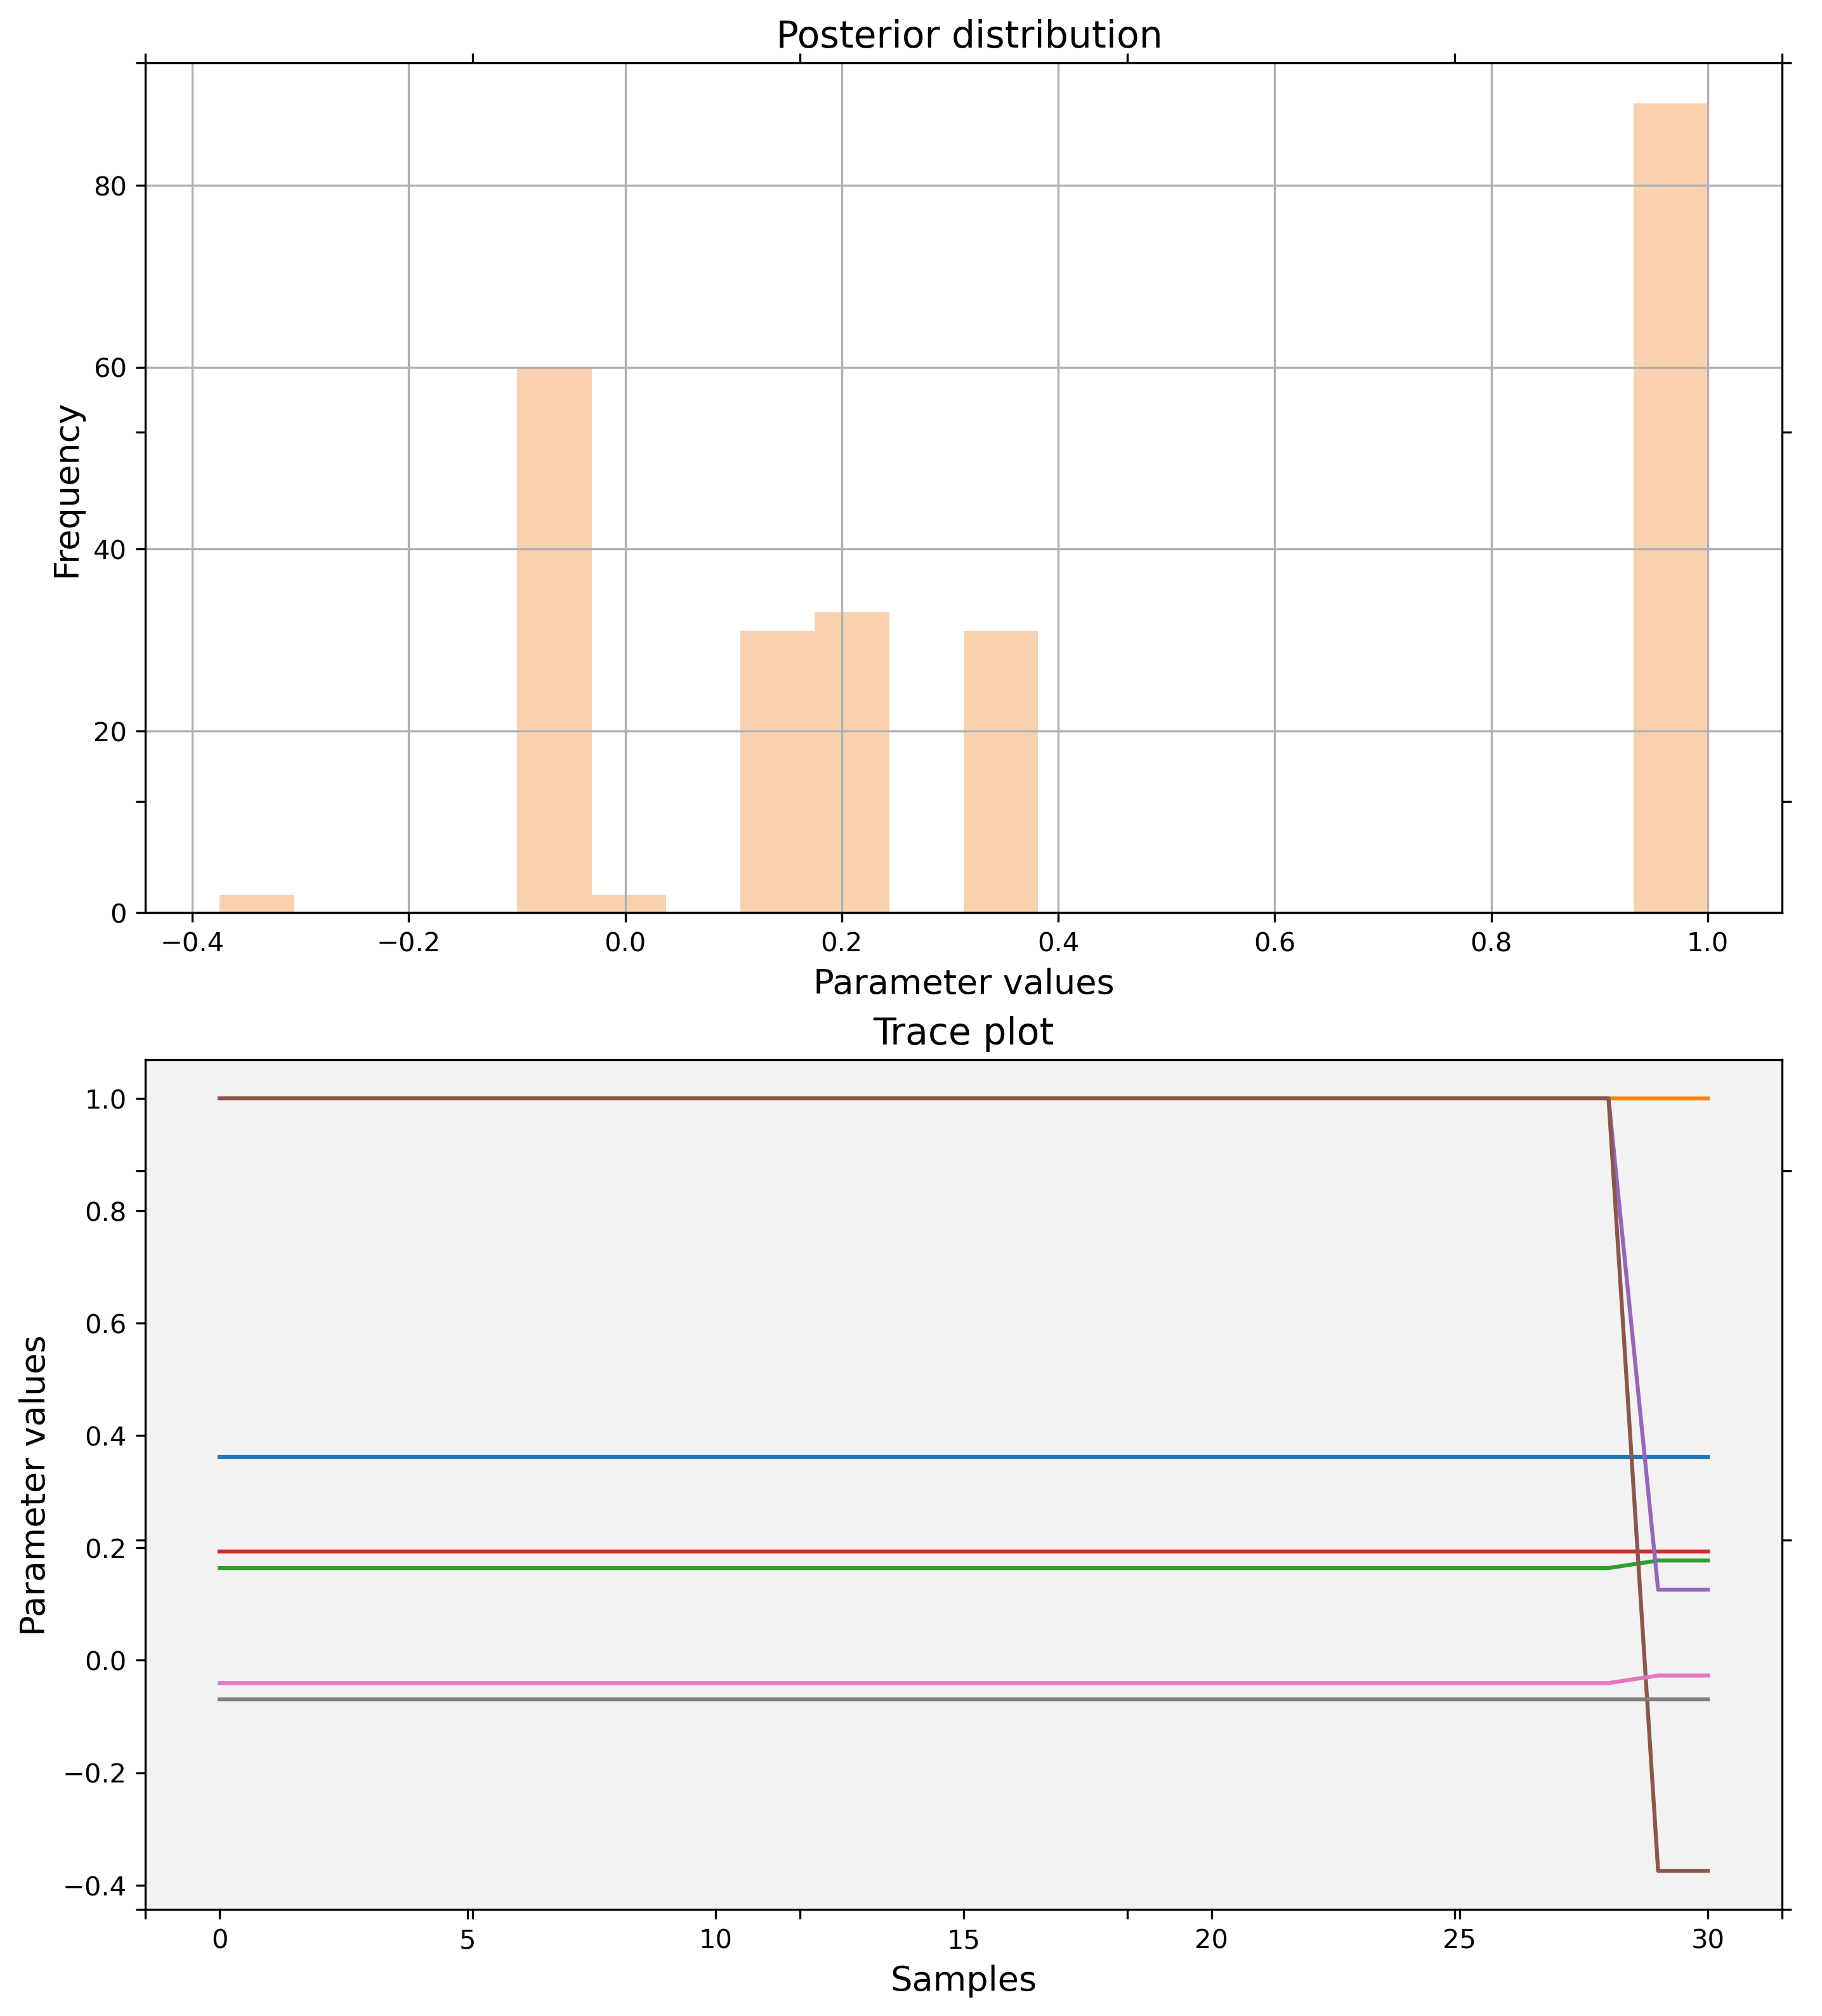 Posterior distribution
Frequency
80
60
40
20
0
−0.4 −0.2 0.0 0.2 0.4 0.6 0.8 1.0
Parameter values
Trace plot
Parameter values
1.0
0.8
0.6
0.4
0.2
0.0
−0.2
−0.4
0 5 10 15 20 25 30
Samples